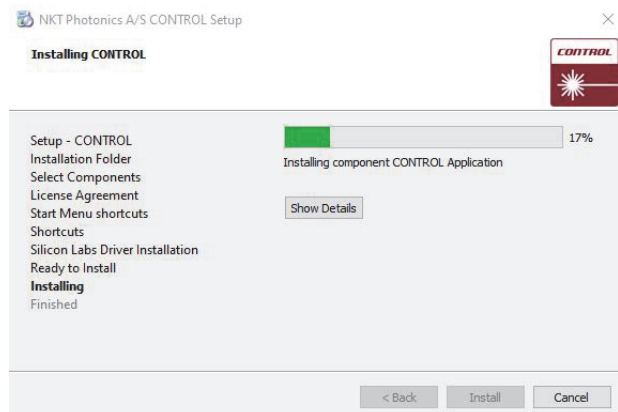 NKT Photonics A/S CONTROL Setup
Installing CONTROL
CONTROL
Setup - CONTROL
Installation Folder
Select Components
License Agreement
Start Menu shortcuts
Shortcuts
Silicon Labs Driver Installation
Ready to Install
Installing
Finished
17%
Installing component CONTROL Application
Show Details
< Back
Install
Cancel